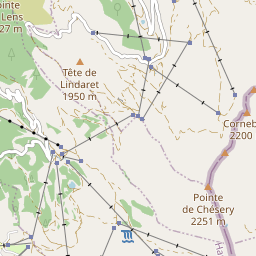 ointe
Lens
27 m
Tête de
Lindaret
1950 m
Corneb
2200
Pointe
de Chésery
2251 m
Ha